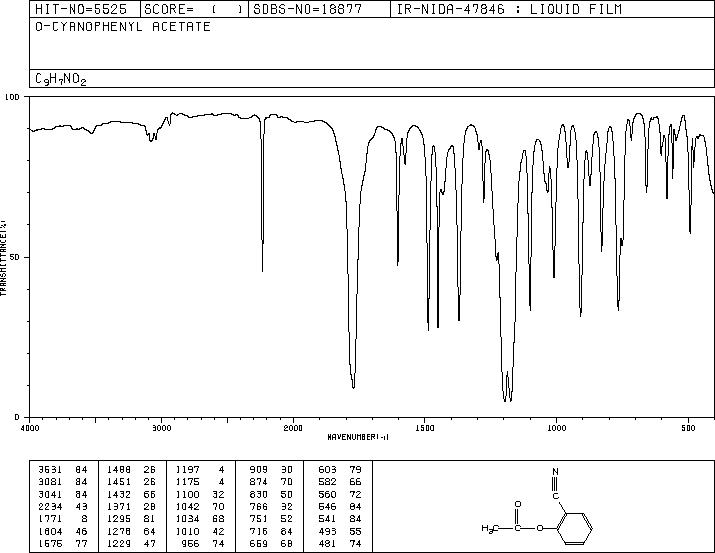 HIT-NO=5525 SCORE= ( ) SDBS-NO=18877 IR-NIDA-47846 : LIQUID FILM
O-CYANOPHENYL ACETATE
C9H7NO2
100
50
0
TRANSMITTANCE(%)
4000 3000 2000 1500 1000 500
WAVENUMBER(-1)
84 1488 26 1197 4 909 30 603 79
3081 84 1451 26 1175 4 874 70 582 66
3041 84 1432 66 1100 32 830 50 560 72
2234 43 1371 28 1042 70 766 32 546 84
1771 8 1295 81 1034 68 751 52 541 84
1604 46 1278 64 1010 42 716 84 493 55
77 1229 47 74 68 481 74
N
C
O
H3C C O